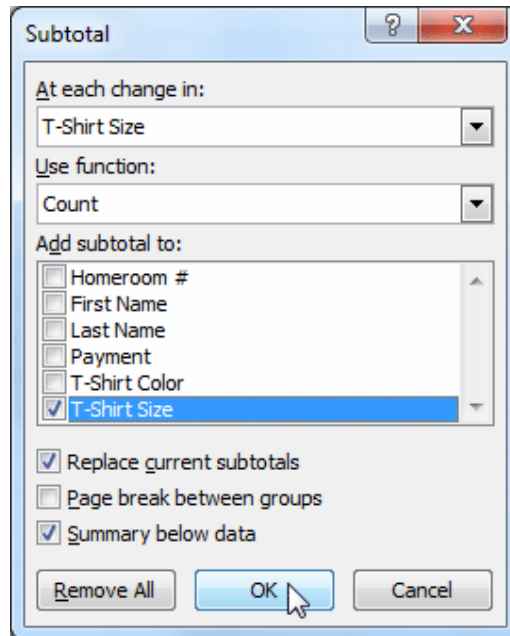 Subtotal
?
At each change in:
T-Shirt Size
Use function:
Count
Add subtotal to:
Homeroom #
First Name
Last Name
Payment
T-Shirt Color
T-Shirt Size
Replace current subtotals
Page break between groups
Summary below data
Remove All OK Cancel